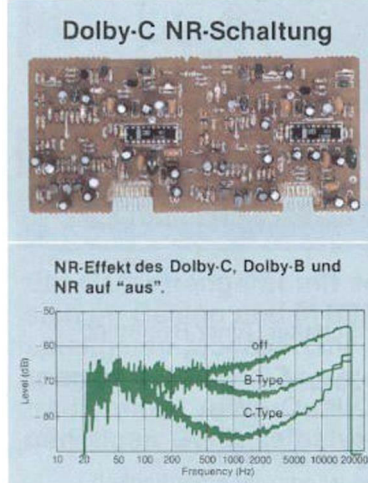 Dolby-C NR-Schaltung
NR-Effekt des Dolby-C, Dolby-B und
NR auf "aus".
-50
-60
-70
-80
Level (dB)
off
B-Type
C-Type
10 20 50 100 200 500 1000 2000 5000 10000 20000
Frequency (Hz)